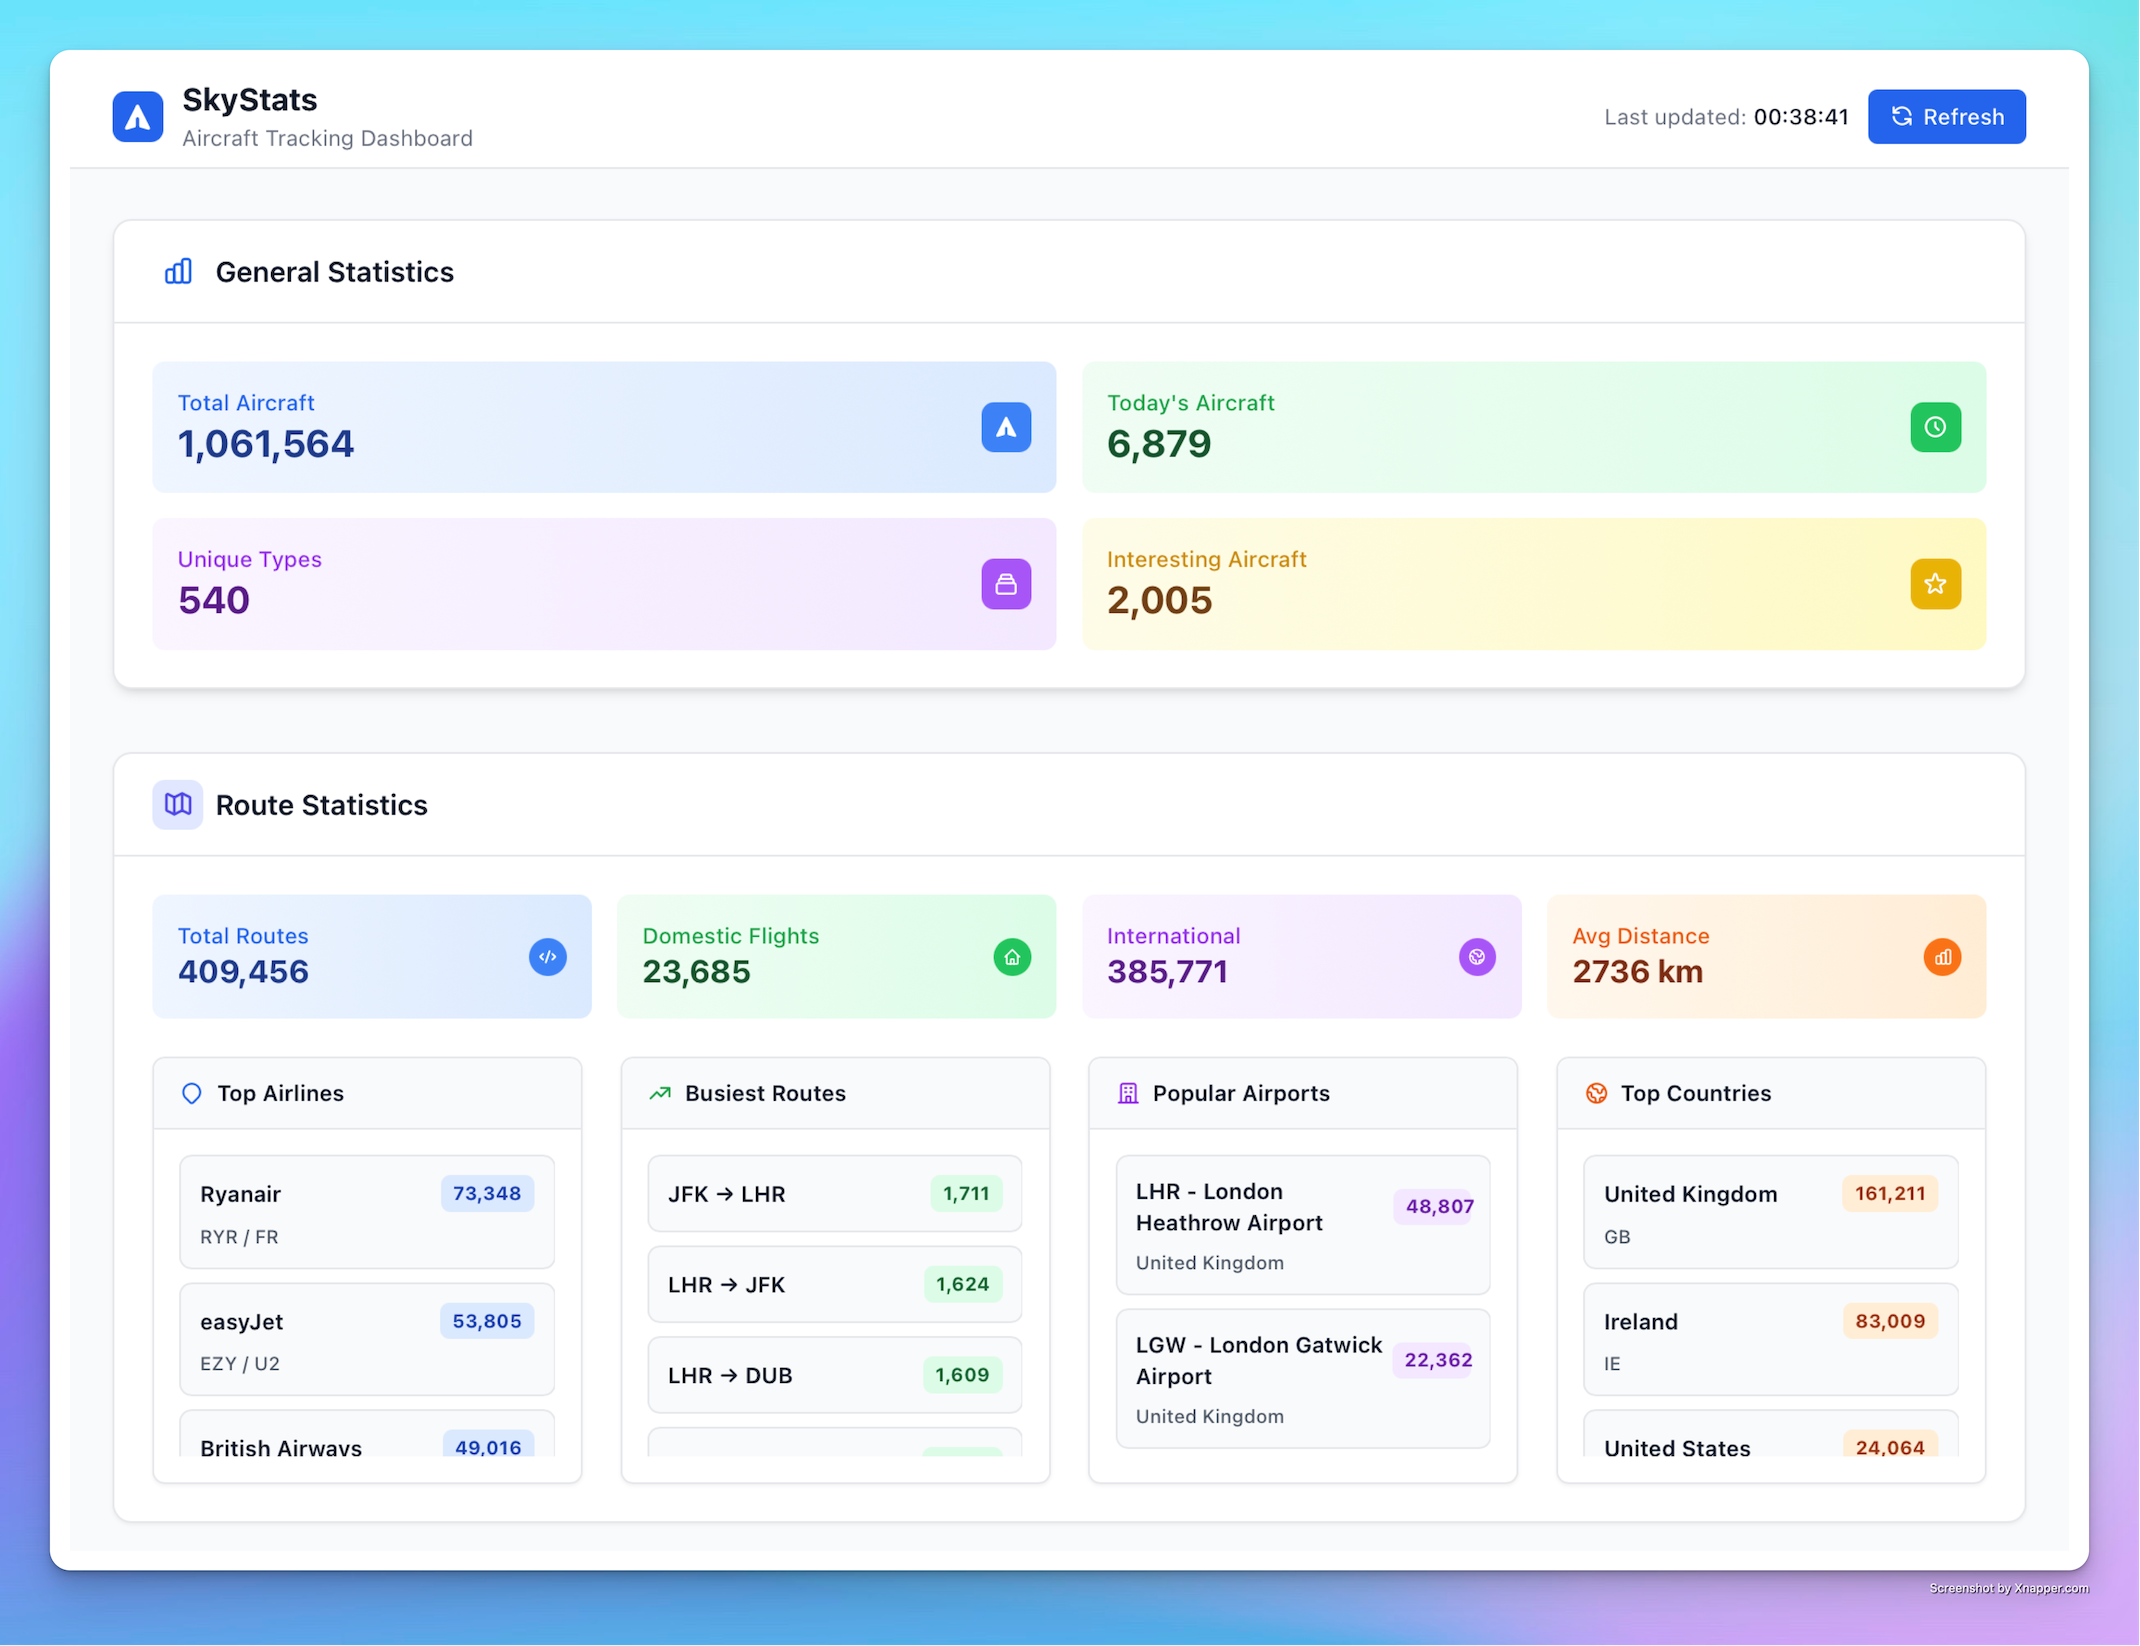 SkyStats
Aircraft Tracking Dashboard
Last updated: 00:38:41
Refresh
General Statistics
Total Aircraft
1,061,564
Today's Aircraft
6,879
Unique Types
540
Interesting Aircraft
2,005
Route Statistics
Total Routes
409,456
Domestic Flights
23,685
International
385,771
Avg Distance
2736 km
Top Airlines
Ryanair
73,348
RYR / FR
easyJet
53,805
EZY / U2
British Airways
49,016
Busiest Routes
JFK → LHR
1,711
LHR → JFK
1,624
LHR → DUB
1,609
Popular Airports
LHR - London
Heathrow Airport
48,807
United Kingdom
LGW - London Gatwick
Airport
22,362
United Kingdom
Top Countries
United Kingdom
161,211
GB
Ireland
83,009
IE
United States
24,064
Screenshot by Xnapper.com